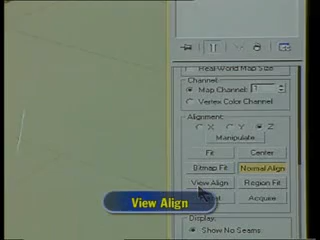 Real-World Map Size
Channel:
Map Channel: 1
Vertex Color Channel
Alignment:
X Y Z
Manipulate
Fit Center
Bitmap Fit Normal Align
View Align Region Fit
Acquire
View Align
Display:
Show No Seams